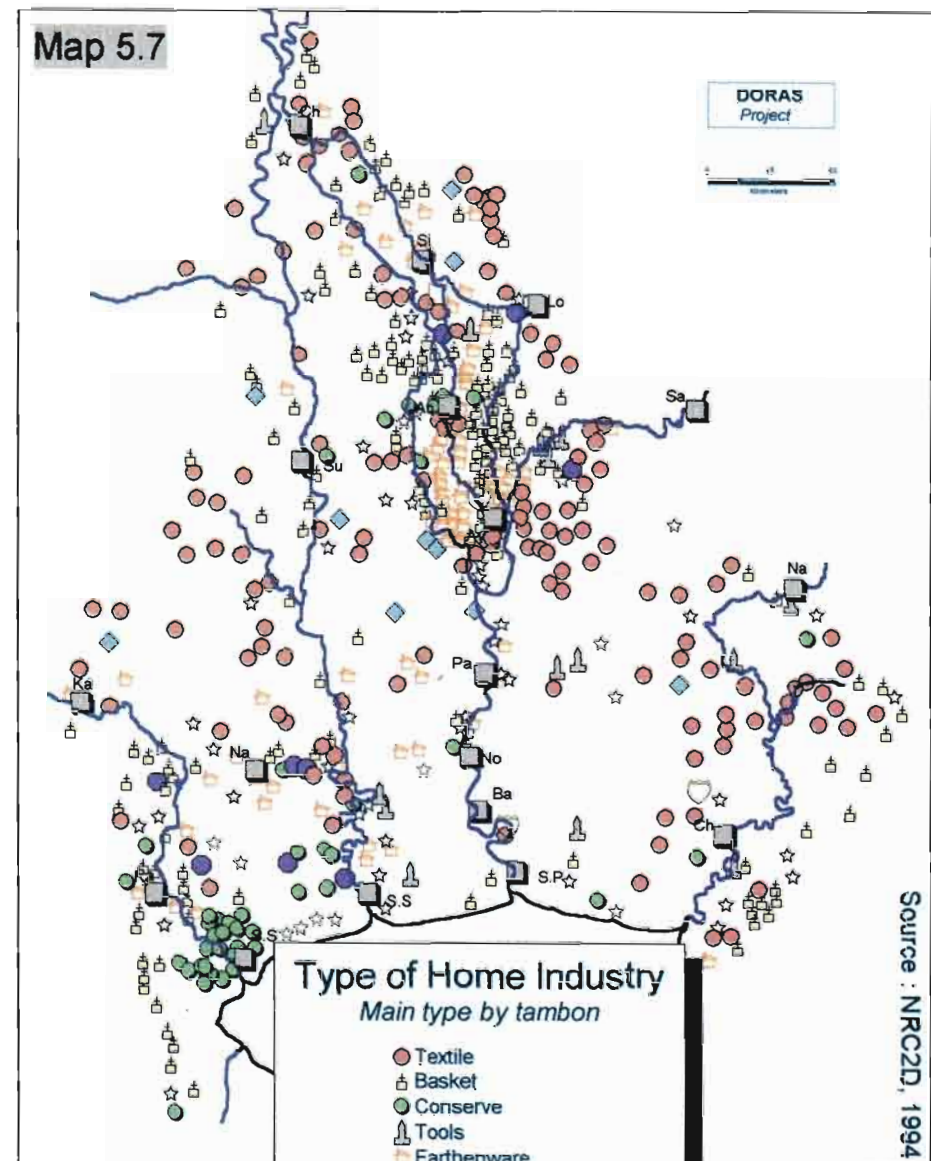 Map 5.7
DORAS
Project
Ch
Si
Lo
Sa
Su
Na
Pa
Ka
Na
No
Ba
Ch
S.P
S.S
S.S
Type of Home Industry
Main type by tambon
Textile
Basket
Conserve
Tools
Earthenware
Source : NRC2D, 1994